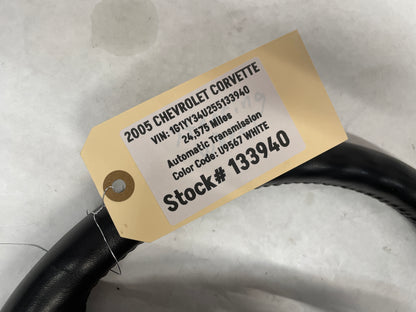 2005 CHEVROLET CORVETTE
VIN: 1G1YY34U255133940
24,575 Miles
Automatic Transmission
Color Code: U9567 WHITE
Stock# 133940